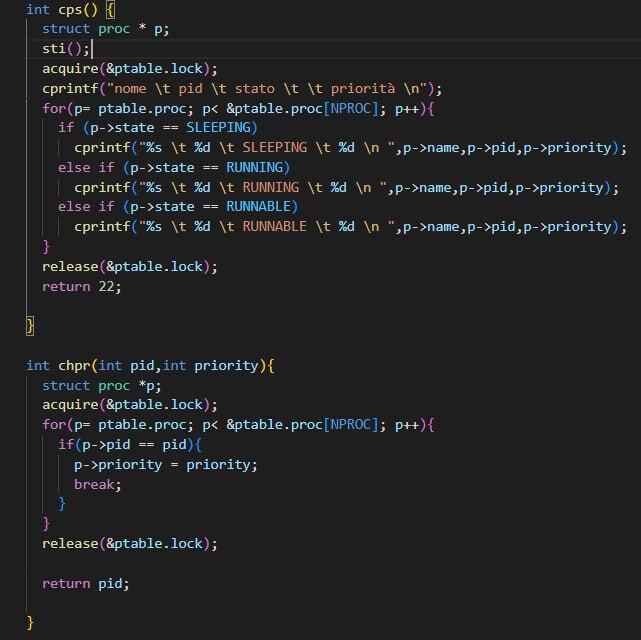 int cps() {
struct proc * p;
sti();
acquire(&ptable.lock);
cprintf("nome \t pid \t stato \t \t priorità \n");
for(p= ptable.proc; p< &ptable.proc[NPROC]; p++){
if (p->state == SLEEPING)
cprintf("%s \t %d \t SLEEPING \t %d \n ",p->name,p->pid,p->priority);
else if (p->state == RUNNING)
cprintf("%s \t %d \t RUNNING \t %d \n ",p->name,p->pid,p->priority);
else if (p->state == RUNNABLE)
cprintf("%s \t %d \t RUNNABLE \t %d \n ",p->name,p->pid,p->priority);
}
release(&ptable.lock);
return 22;
}
int chpr(int pid,int priority){
struct proc *p;
acquire(&ptable.lock);
for(p= ptable.proc; p< &ptable.proc[NPROC]; p++){
if(p->pid == pid){
p->priority = priority;
break;
}
}
release(&ptable.lock);
return pid;
}